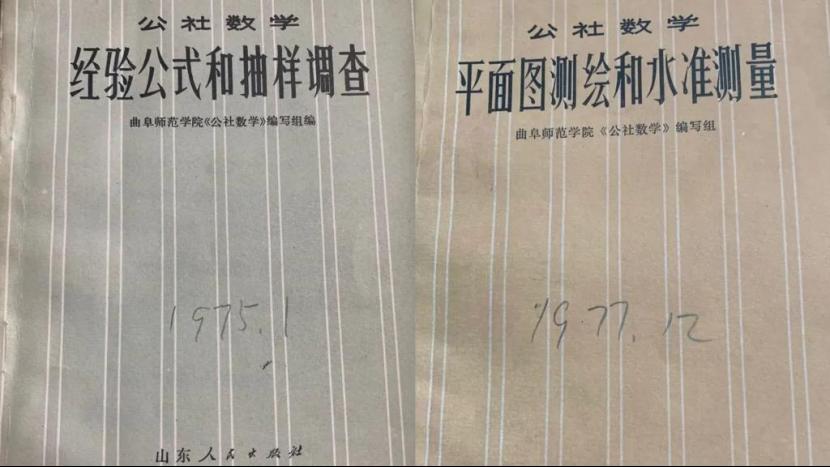 公社数学
经验公式和抽样调查
曲阜师范学院《公社数学》编写组编
1975.1
山东人民出版社
公社数学
平面图测绘和水准测量
曲阜师范学院《公社数学》编写组
1977.12